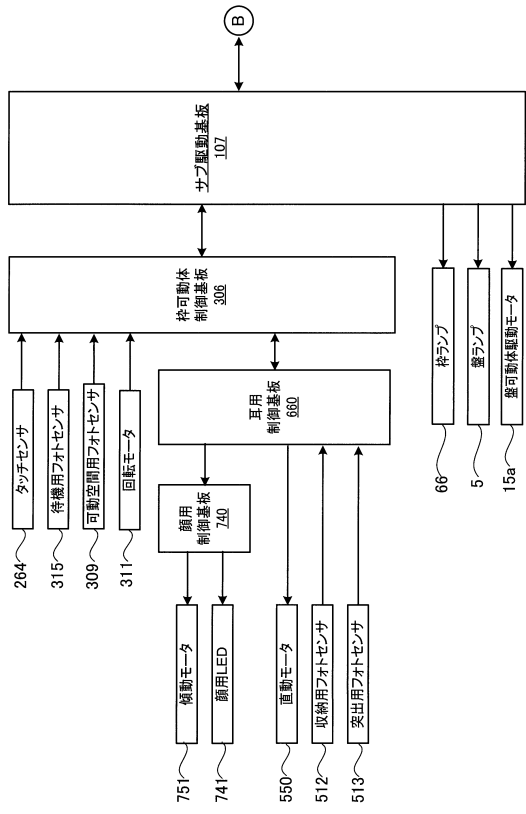 B
サブ駆動基板
107
枠可動体
制御基板
306
タッチセンサ
264
待機用フォトセンサ
315
可動空間用フォトセンサ
309
回転モータ
311
耳用
制御基板
660
顔用
制御基板
740
傾動モータ
751
顔用LED
741
直動モータ
550
収納用フォトセンサ
512
突出用フォトセンサ
513
枠ランプ
66
盤ランプ
5
盤可動体駆動モータ
15a